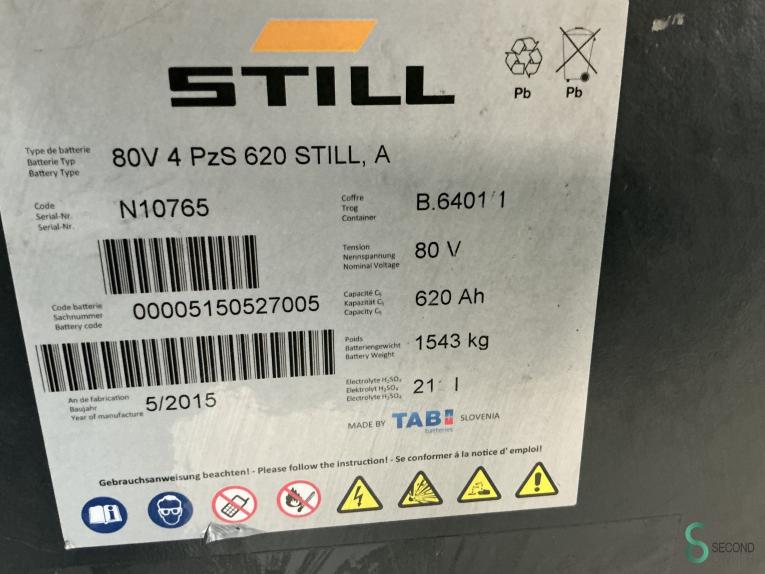 STILL
Pb Pb
Type de batterie
Batterie Typ
Battery Type
80V 4 PzS 620 STILL, A
Code
Serial-Nr.
Serial-Nr.
N10765
Coffre
Trog
Container
B.6401/1
Tension
Nennspannung
Nominal Voltage
80 V
Code batterie
Sachnummer
Battery code
00005150527005
Capacité C₅
Kapazität C₅
Capacity C₅
620 Ah
Poids
Batteriengewicht
Battery Weight
1543 kg
An de fabrication
Baujahr
Year of manufacture
5/2015
Electrolyte H₂SO₄
Elektrolyt H₂SO₄
Electrolyte H₂SO₄
l
MADE BY TAB batteries SLOVENIA
Gebrauchsanweisung beachten! - Please follow the instruction! - Se conformer á la notice d' emploi!
SECOND